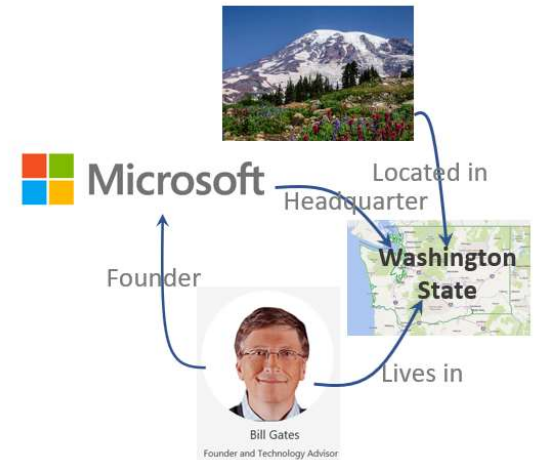 Located in
Microsoft
Headquarter
Washington
State
Founder
Lives in
Bill Gates
Founder and Technology Advisor